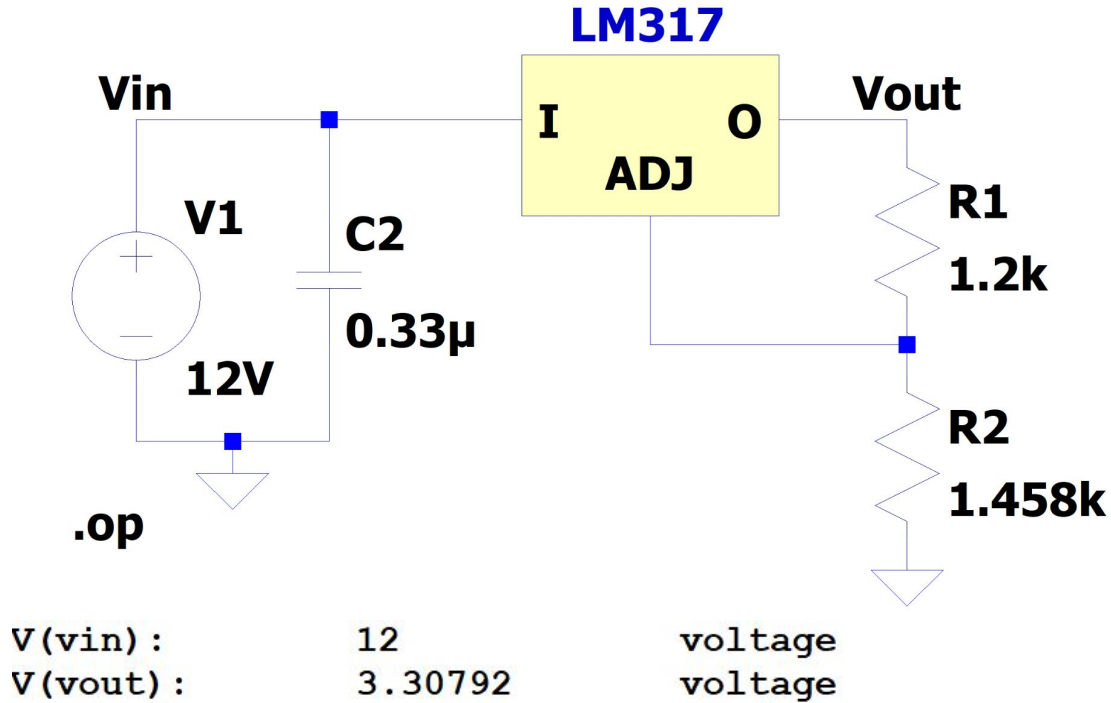 LM317
Vin
Vout
I
O
ADJ
V1
12V
C2
0.33µ
R1
1.2k
R2
1.458k
.op
V(vin): 12 voltage
V(vout): 3.30792 voltage